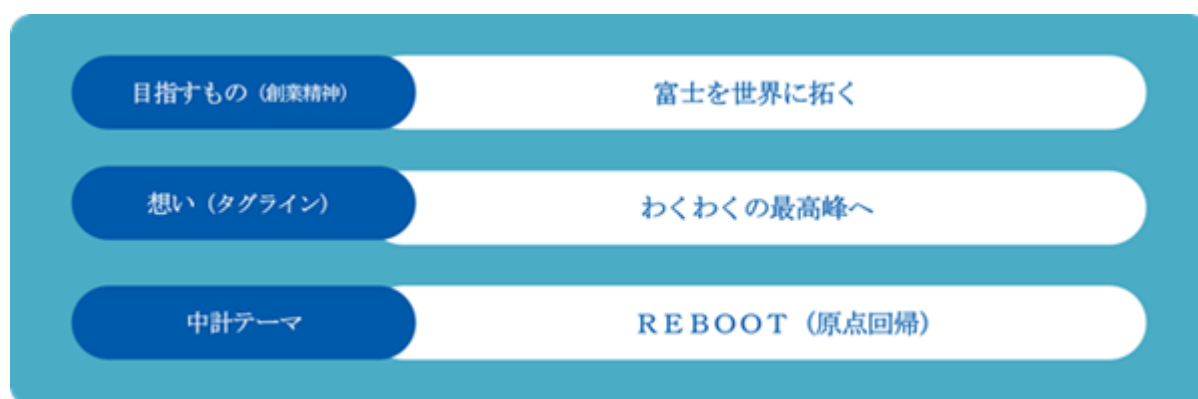 目指すもの（創業精神） 富士を世界に拓く
想い（タグライン） わくわくの最高峰へ
中計テーマ ＲＥＢＯＯＴ（原点回帰）